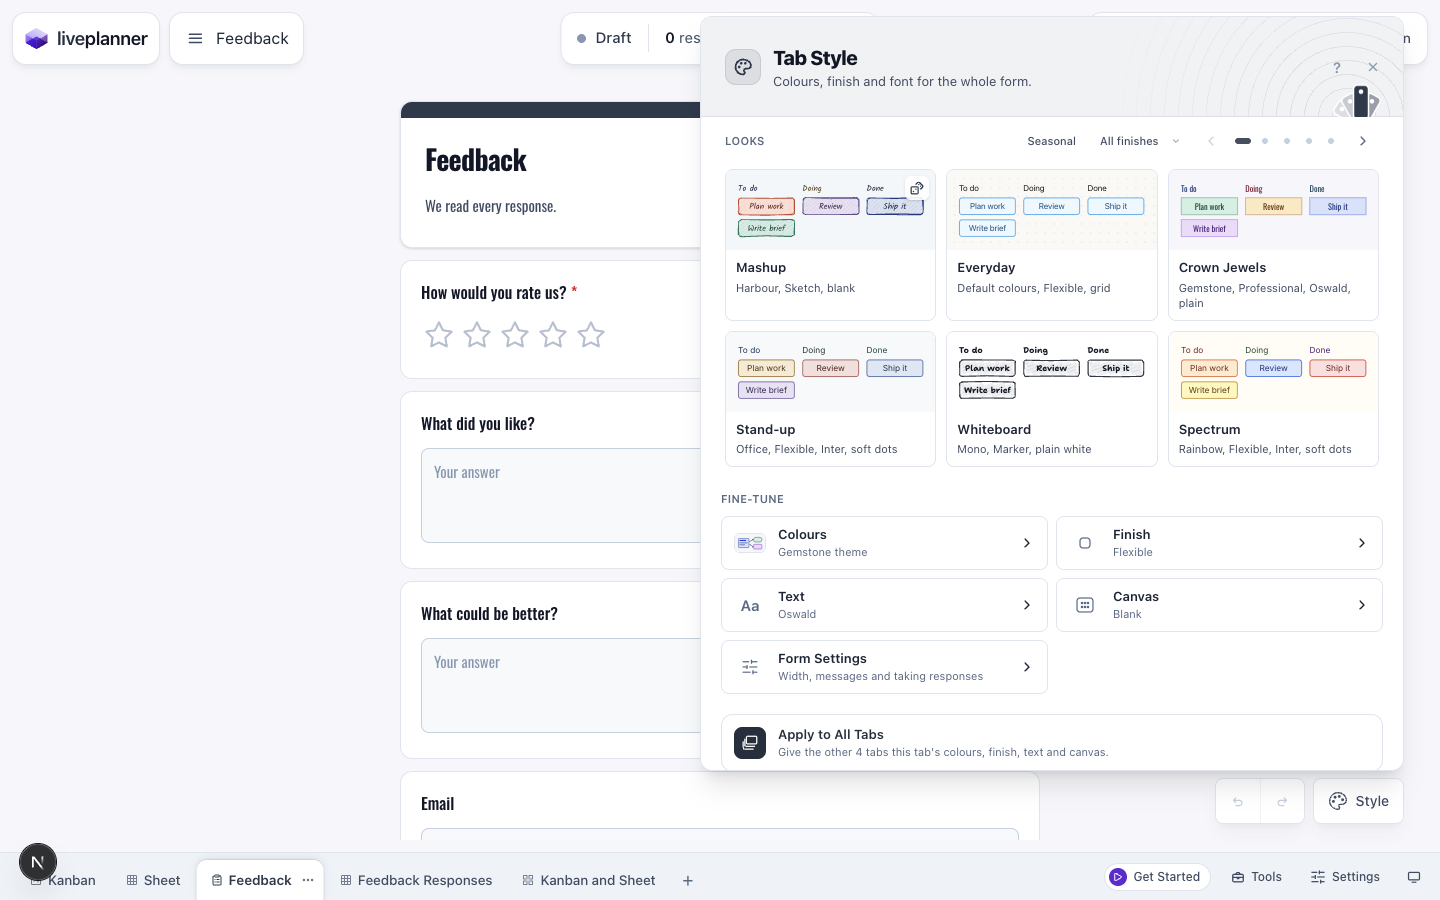 liveplanner
Feedback
Draft
0 res
n
Feedback
We read every response.
How would you rate us? *
What did you like?
Your answer
What could be better?
Your answer
Email
Tab Style
Colours, finish and font for the whole form.
?
LOOKS
Seasonal
All finishes
To do Doing Done
Plan work Review Ship it
Write brief
Mashup
Harbour, Sketch, blank
To do Doing Done
Plan work Review Ship it
Write brief
Everyday
Default colours, Flexible, grid
To do Doing Done
Plan work Review Ship it
Write brief
Crown Jewels
Gemstone, Professional, Oswald,
plain
To do Doing Done
Plan work Review Ship it
Write brief
Stand-up
Office, Flexible, Inter, soft dots
To do Doing Done
Plan work Review Ship it
Write brief
Whiteboard
Mono, Marker, plain white
To do Doing Done
Plan work Review Ship it
Write brief
Spectrum
Rainbow, Flexible, Inter, soft dots
FINE-TUNE
Colours
Gemstone theme
Finish
Flexible
Aa
Text
Oswald
Canvas
Blank
Form Settings
Width, messages and taking responses
Apply to All Tabs
Give the other 4 tabs this tab's colours, finish, text and canvas.
Style
N
Kanban
Sheet
Feedback
Feedback Responses
Kanban and Sheet
Get Started
Tools
Settings